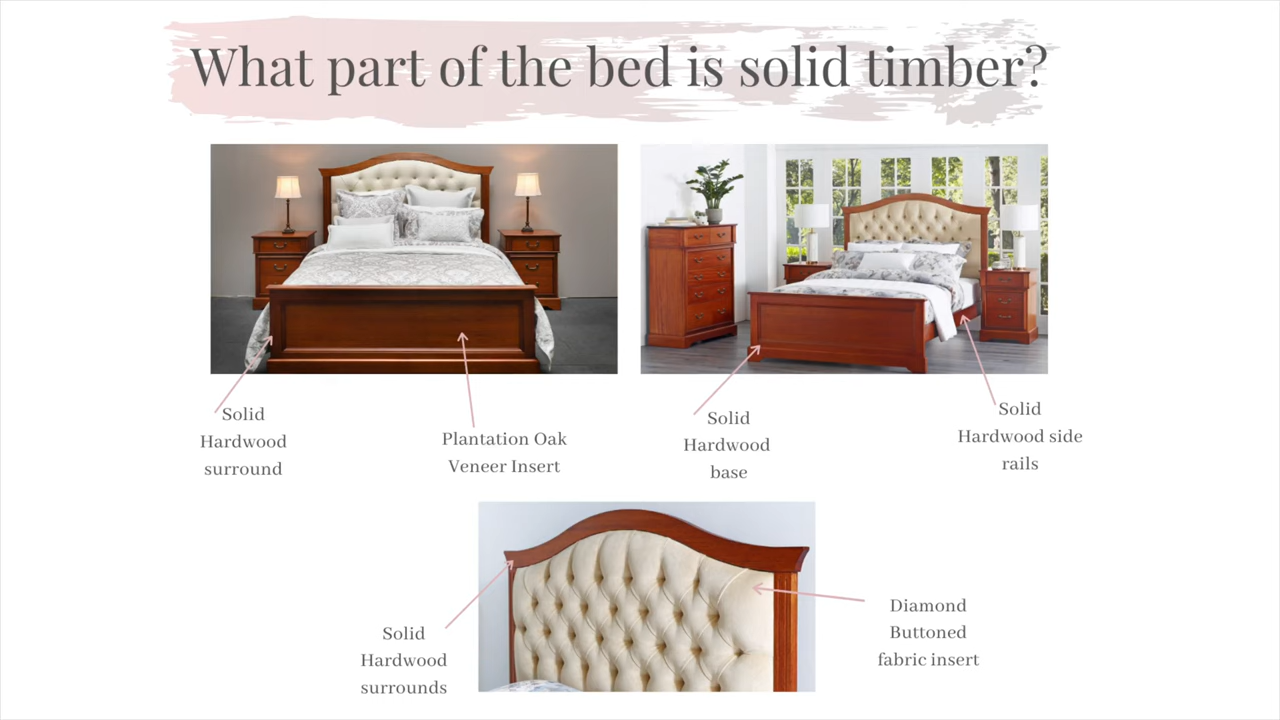 What part of the bed is solid timber?
Solid
Hardwood
surround
Plantation Oak
Veneer Insert
Solid
Hardwood
base
Solid
Hardwood side
rails
Solid
Hardwood
surrounds
Diamond
Buttoned
fabric insert